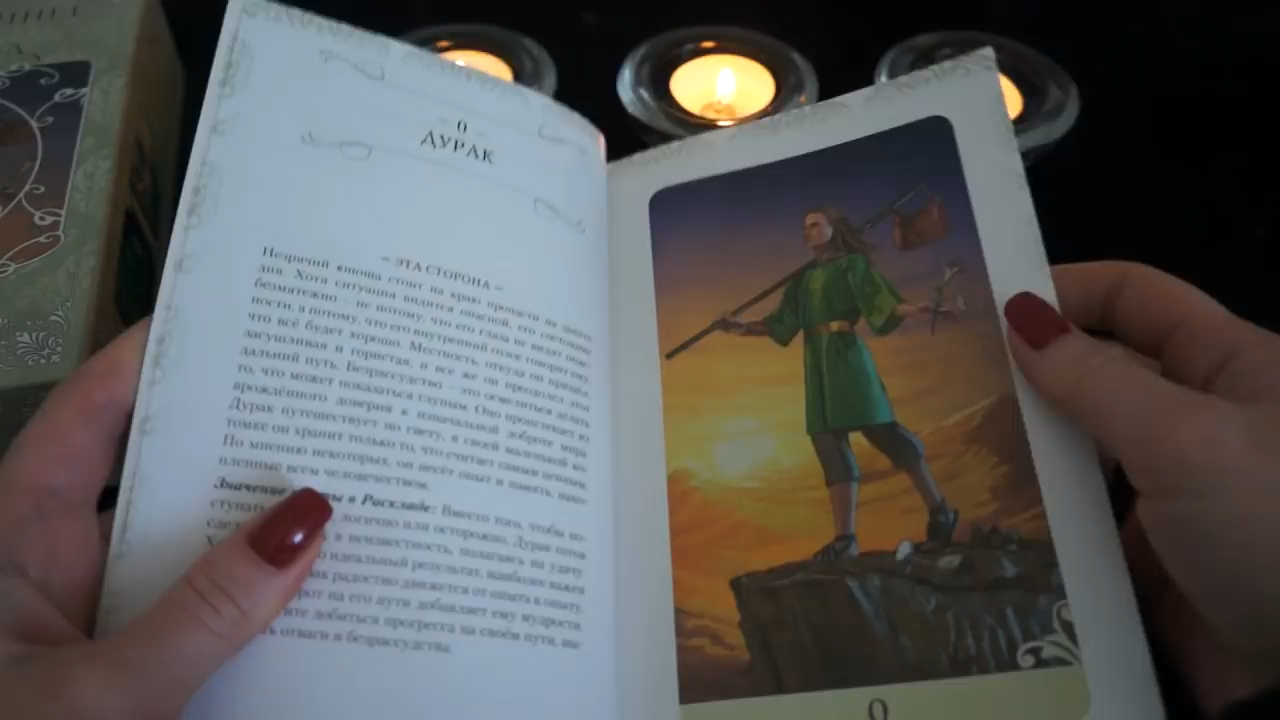 0
ДУРАК
~ ЭТА СТОРОНА ~
Незрячий юноша стоит на краю пропасти на закате
дня. Хотя ситуация видится опасной, его состояние
безмятежно – не потому, что его глаза не видят опас-
ности, а потому, что его внутренний голос говорит ему,
что всё будет хорошо. Местность, откуда он пришёл,
засушливая и гористая, и все же он преодолел этот
дальний путь. Безрассудство – это осмелиться делать
то, что может показаться глупым. Оно проистекает из
врождённого доверия к изначальной доброте мира
Дурак путешествует по свету, в своей маленькой ко-
томке он хранит только то, что считает самым ценным.
По мнению некоторых, он несёт опыт и память, нако-
пленные всем человечеством.
Значение в Раскладе: Вместо того, чтобы по-
ступать логично или осторожно, Дурак готов
в неизвестность, полагаясь на удачу
идеальный результат, наиболее важен
радостно движется от опыта к опыту.
на его пути добавляет ему мудрости.
добиться прогресса на своём пути,
отваги и безрассудства.
0